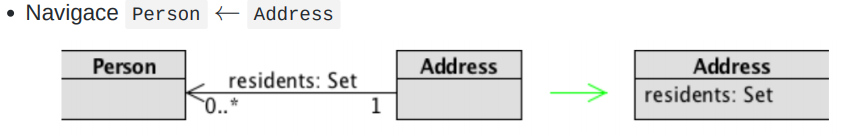 • Navigace Person ← Address
Person
residents: Set
0..* 1
Address
Address
residents: Set